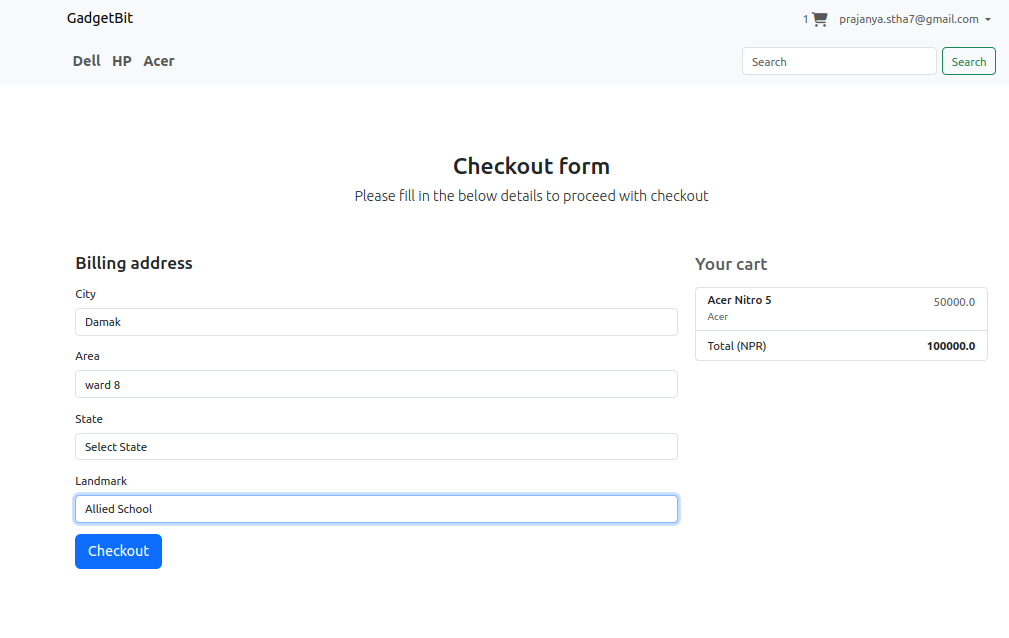 GadgetBit
1 prajanya.stha7@gmail.com
Dell HP Acer
Search Search
Checkout form
Please fill in the below details to proceed with checkout
Billing address
City
Damak
Area
ward 8
State
Select State
Landmark
Allied School
Checkout
Your cart
Acer Nitro 5 50000.0
Acer
Total (NPR) 100000.0